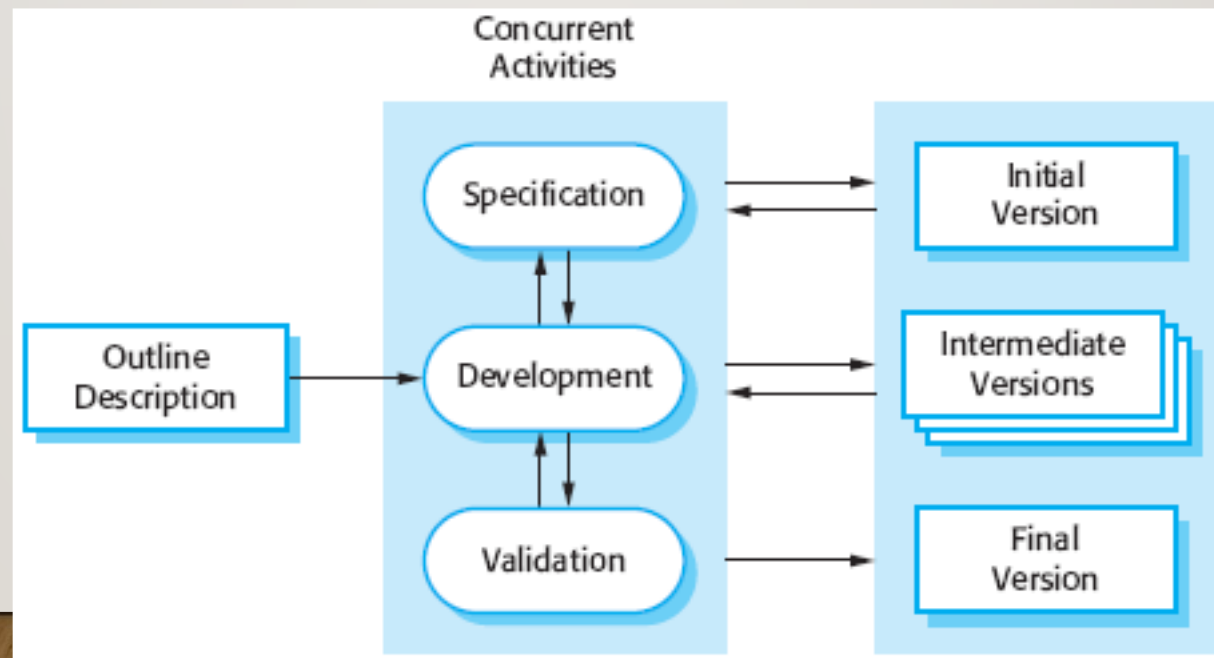 Concurrent
Activities
Specification
Initial
Version
Outline
Description
Development
Intermediate
Versions
Validation
Final
Version